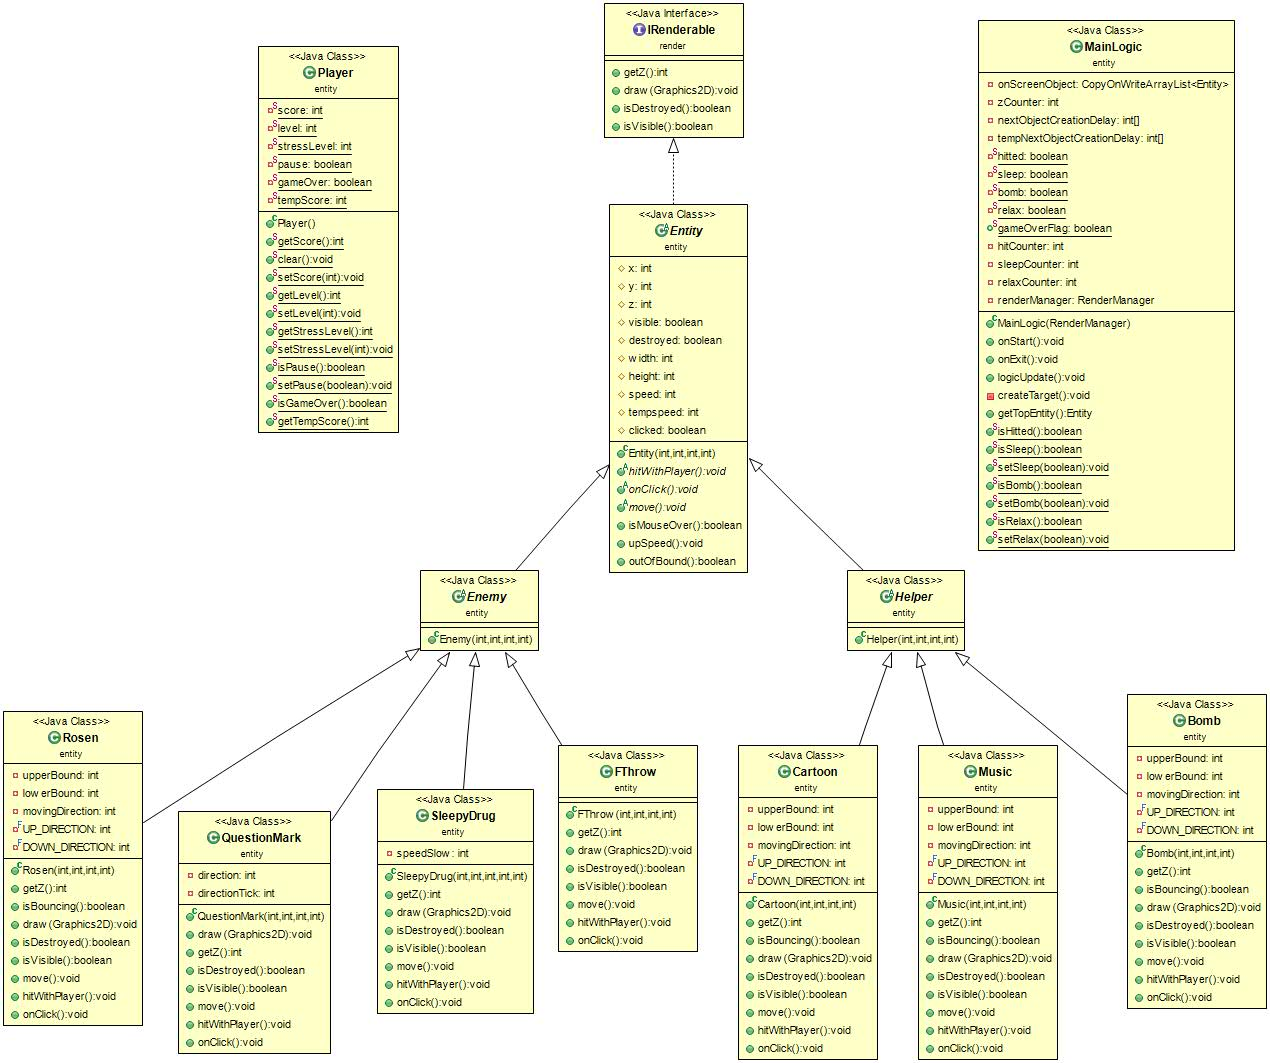 <<Java Class>>
Player
entity
score: int
level: int
stressLevel: int
pause: boolean
gameOver: boolean
tempScore: int
Player()
getScore():int
clear():void
setScore(int):void
getLevel():int
setLevel(int):void
getStressLevel():int
setStressLevel(int):void
isPause():boolean
setPause(boolean):void
isGameOver():boolean
getTempScore():int
<<Java Interface>>
IRenderable
render
getZ():int
draw(Graphics2D):void
isDestroyed():boolean
isVisible():boolean
<<Java Class>>
MainLogic
entity
onScreenObject: CopyOnWriteArrayList<Entity>
zCounter: int
nextObjectCreationDelay: int[]
tempNextObjectCreationDelay: int[]
hitted: boolean
sleep: boolean
bomb: boolean
relax: boolean
gameOverFlag: boolean
hitCounter: int
sleepCounter: int
relaxCounter: int
renderManager: RenderManager
MainLogic(RenderManager)
onStart():void
onExit():void
logicUpdate():void
createTarget():void
getTopEntity():Entity
isHitted():boolean
isSleep():boolean
setSleep(boolean):void
isBomb():boolean
setBomb(boolean):void
isRelax():boolean
setRelax(boolean):void
<<Java Class>>
Entity
entity
x: int
y: int
z: int
visible: boolean
destroyed: boolean
width: int
height: int
speed: int
tempspeed: int
clicked: boolean
Entity(int,int,int,int)
hitWithPlayer():void
onClick():void
move():void
isMouseOver():boolean
upSpeed():void
outOfBound():boolean
<<Java Class>>
Enemy
entity
Enemy(int,int,int,int)
<<Java Class>>
Helper
entity
Helper(int,int,int,int)
<<Java Class>>
Rosen
entity
upperBound: int
lowerBound: int
movingDirection: int
UP_DIRECTION: int
DOWN_DIRECTION: int
Rosen(int,int,int,int)
getZ():int
isBouncing():boolean
draw(Graphics2D):void
isDestroyed():boolean
isVisible():boolean
move():void
hitWithPlayer():void
onClick():void
<<Java Class>>
QuestionMark
entity
direction: int
directionTick: int
QuestionMark(int,int,int,int)
draw(Graphics2D):void
getZ():int
isDestroyed():boolean
isVisible():boolean
move():void
hitWithPlayer():void
onClick():void
<<Java Class>>
SleepyDrug
entity
speedSlow: int
SleepyDrug(int,int,int,int,int)
getZ():int
draw(Graphics2D):void
isDestroyed():boolean
isVisible():boolean
move():void
hitWithPlayer():void
onClick():void
<<Java Class>>
FThrow
entity
FThrow(int,int,int,int)
getZ():int
draw(Graphics2D):void
isDestroyed():boolean
isVisible():boolean
move():void
hitWithPlayer():void
onClick():void
<<Java Class>>
Cartoon
entity
upperBound: int
lowerBound: int
movingDirection: int
UP_DIRECTION: int
DOWN_DIRECTION: int
Cartoon(int,int,int,int)
getZ():int
isBouncing():boolean
draw(Graphics2D):void
isDestroyed():boolean
isVisible():boolean
move():void
hitWithPlayer():void
onClick():void
<<Java Class>>
Music
entity
upperBound: int
lowerBound: int
movingDirection: int
UP_DIRECTION: int
DOWN_DIRECTION: int
Music(int,int,int,int)
getZ():int
isBouncing():boolean
draw(Graphics2D):void
isDestroyed():boolean
isVisible():boolean
move():void
hitWithPlayer():void
onClick():void
<<Java Class>>
Bomb
entity
upperBound: int
lowerBound: int
movingDirection: int
UP_DIRECTION: int
DOWN_DIRECTION: int
Bomb(int,int,int,int)
getZ():int
isBouncing():boolean
draw(Graphics2D):void
isDestroyed():boolean
isVisible():boolean
move():void
hitWithPlayer():void
onClick():void